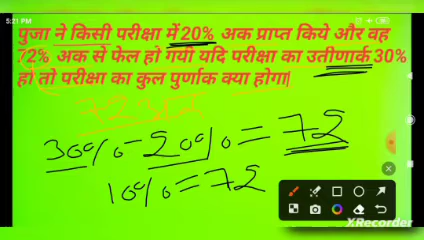 5:21 PM
पुजा ने किसी परीक्षा में 20% अक प्राप्त किये और वह
72% अक से फेल हो गयी यदि परीक्षा का उतीणार्क 30%
हो तो परीक्षा का कुल पुर्णाक क्या होगा|
30%-20%=72
10%=72
XRecorder